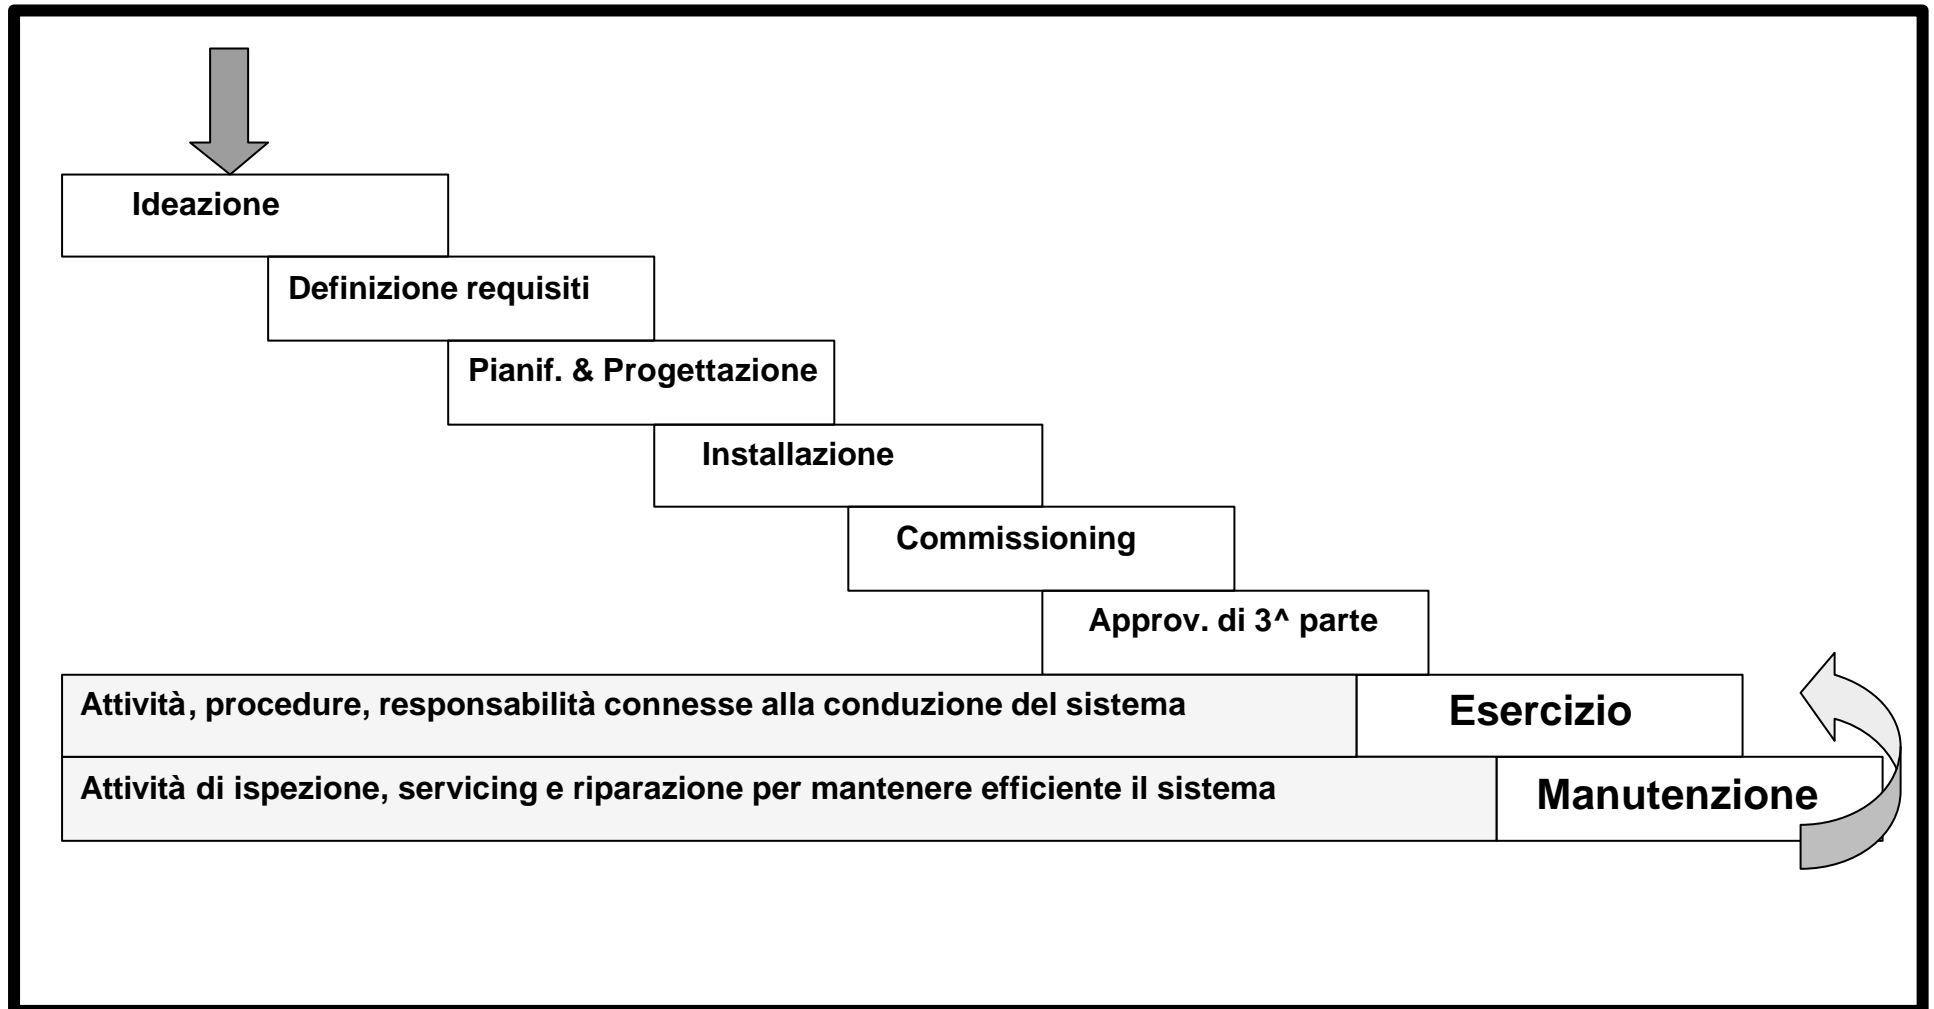 Ideazione
Definizione requisiti
Pianif. & Progettazione
Installazione
Commissioning
Approv. di 3^ parte
Attività, procedure, responsabilità connesse alla conduzione del sistema
Esercizio
Attività di ispezione, servicing e riparazione per mantenere efficiente il sistema
Manutenzione